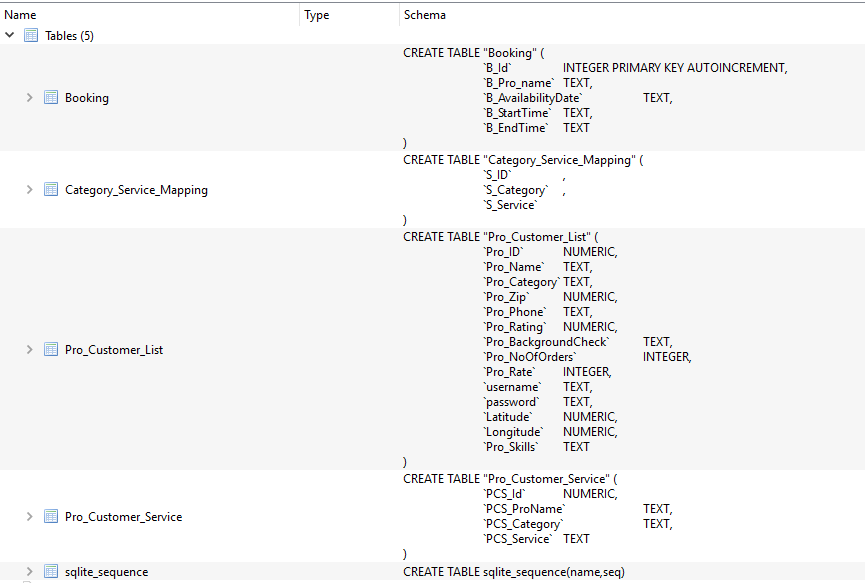 Name Type Schema
Tables (5)
CREATE TABLE "Booking" (
`B_Id` INTEGER PRIMARY KEY AUTOINCREMENT,
`B_Pro_name` TEXT,
Booking `B_AvailabilityDate` TEXT,
`B_StartTime` TEXT,
`B_EndTime` TEXT
)
CREATE TABLE "Category_Service_Mapping" (
`S_ID` ,
Category_Service_Mapping `S_Category` ,
`S_Service`
)
CREATE TABLE "Pro_Customer_List" (
`Pro_ID` NUMERIC,
`Pro_Name` TEXT,
`Pro_Category` TEXT,
`Pro_Zip` NUMERIC,
`Pro_Phone` TEXT,
`Pro_Rating` NUMERIC,
`Pro_BackgroundCheck` TEXT,
Pro_Customer_List `Pro_NoOfOrders` INTEGER,
`Pro_Rate` INTEGER,
`username` TEXT,
`password` TEXT,
`Latitude` NUMERIC,
`Longitude` NUMERIC,
`Pro_Skills` TEXT
)
CREATE TABLE "Pro_Customer_Service" (
`PCS_Id` NUMERIC,
`PCS_ProName` TEXT,
Pro_Customer_Service `PCS_Category` TEXT,
`PCS_Service` TEXT
)
sqlite_sequence CREATE TABLE sqlite_sequence(name,seq)